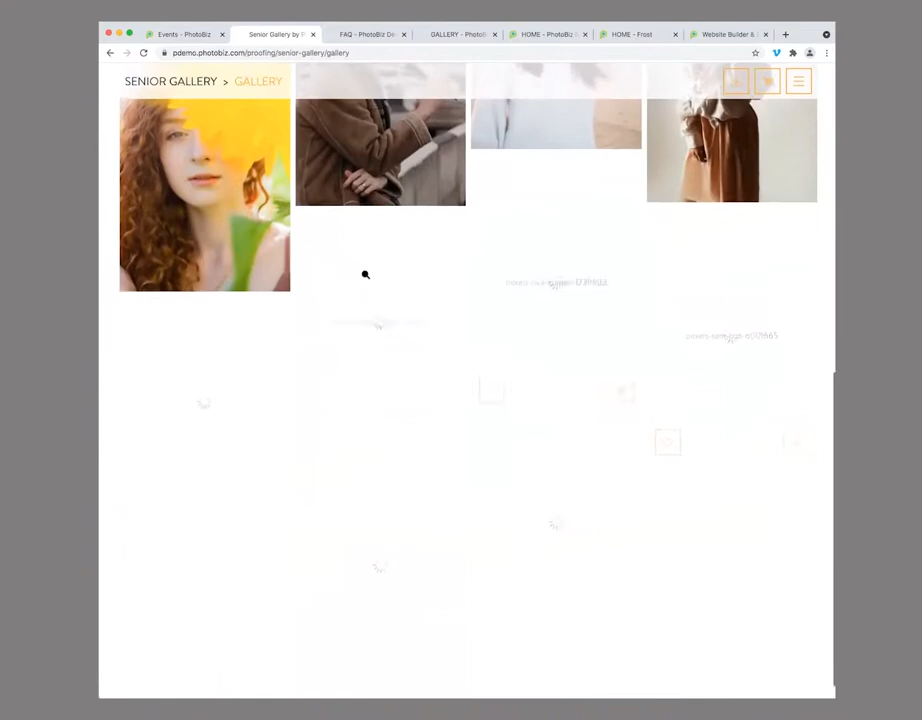 Events - PhotoBiz
Senior Gallery by P
FAQ - PhotoBiz De
GALLERY - PhotoBi
HOME - PhotoBiz S
HOME - Frost
Website Builder &
pdemo.photobiz.com/proofing/senior-gallery/gallery
SENIOR GALLERY > GALLERY